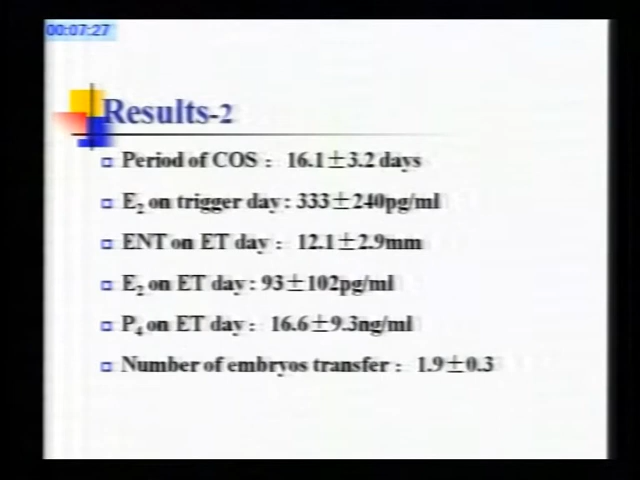 00:07:27
Results-2
Period of COS : 16.1±3.2 days
E₂ on trigger day: 333±240pg/ml
ENT on ET day : 12.1±2.9mm
E₂ on ET day: 93±102pg/ml
P₄ on ET day : 16.6±9.3ng/ml
Number of embryos transfer : 1.9±0.3